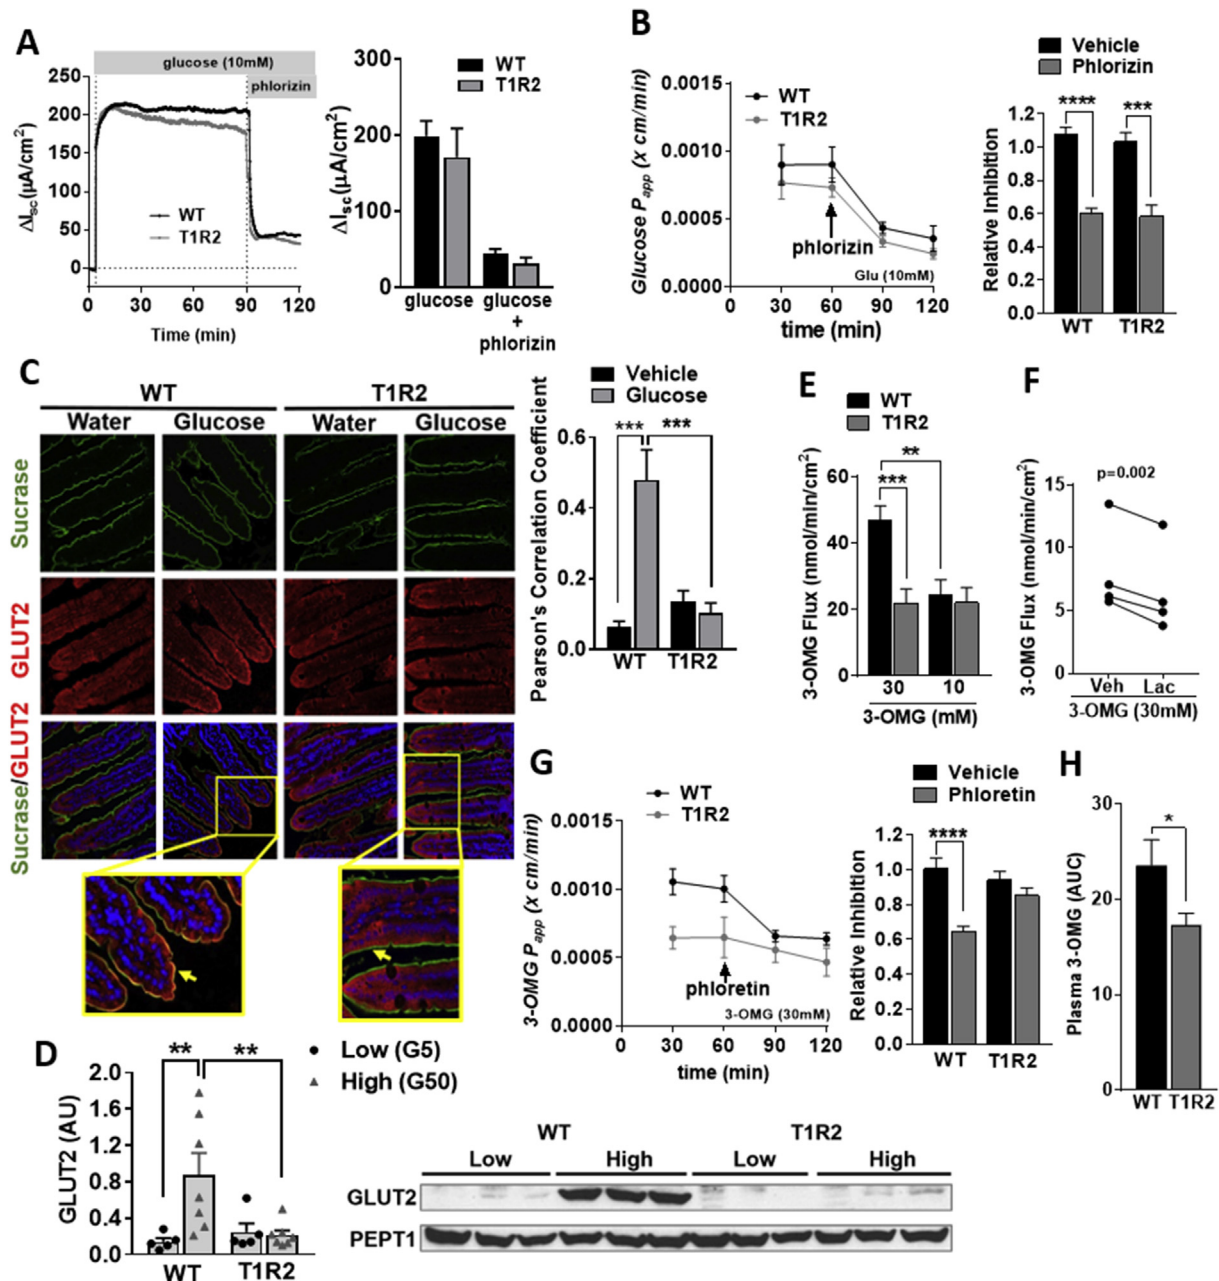 A
glucose (10mM)
phlorizin
ΔIsc(µA/cm2)
250
200
150
100
50
0
WT
T1R2
0 30 60 90 120
Time (min)
ΔIsc(µA/cm2)
300
200
100
0
WT
T1R2
glucose glucose
+
phlorizin
B
Glucose Papp (x cm/min)
0.0015
0.0010
0.0005
0.0000
WT
T1R2
phlorizin
Glu (10mM)
0 30 60 90 120
time (min)
Vehicle
Phlorizin
Relative Inhibition
1.2
1.0
0.8
0.6
0.4
0.2
0.0
**** ***
WT T1R2
C
WT T1R2
Water Glucose Water Glucose
Sucrase
GLUT2
Sucrase/GLUT2
Vehicle
Glucose
Pearson's Correlation Coefficient
0.6
0.4
0.2
0.0
*** ***
WT T1R2
D
GLUT2 (AU)
2.0
1.6
1.2
0.8
0.4
0.0
** **
Low (G5)
High (G50)
WT T1R2
WT T1R2
Low High Low High
GLUT2
PEPT1
E
WT
T1R2
3-OMG Flux (nmol/min/cm2)
60
40
20
0
**
***
30 10
3-OMG (mM)
F
3-OMG Flux (nmol/min/cm2)
15
10
5
0
p=0.002
Veh Lac
3-OMG (30mM)
G
WT
T1R2
3-OMG Papp (x cm/min)
0.0015
0.0010
0.0005
0.0000
phloretin
3-OMG (30mM)
0 30 60 90 120
time (min)
Vehicle
Phloretin
Relative Inhibition
1.2
1.0
0.8
0.6
0.4
0.2
0.0
****
WT T1R2
H
Plasma 3-OMG (AUC)
30
20
10
0
*
WT T1R2